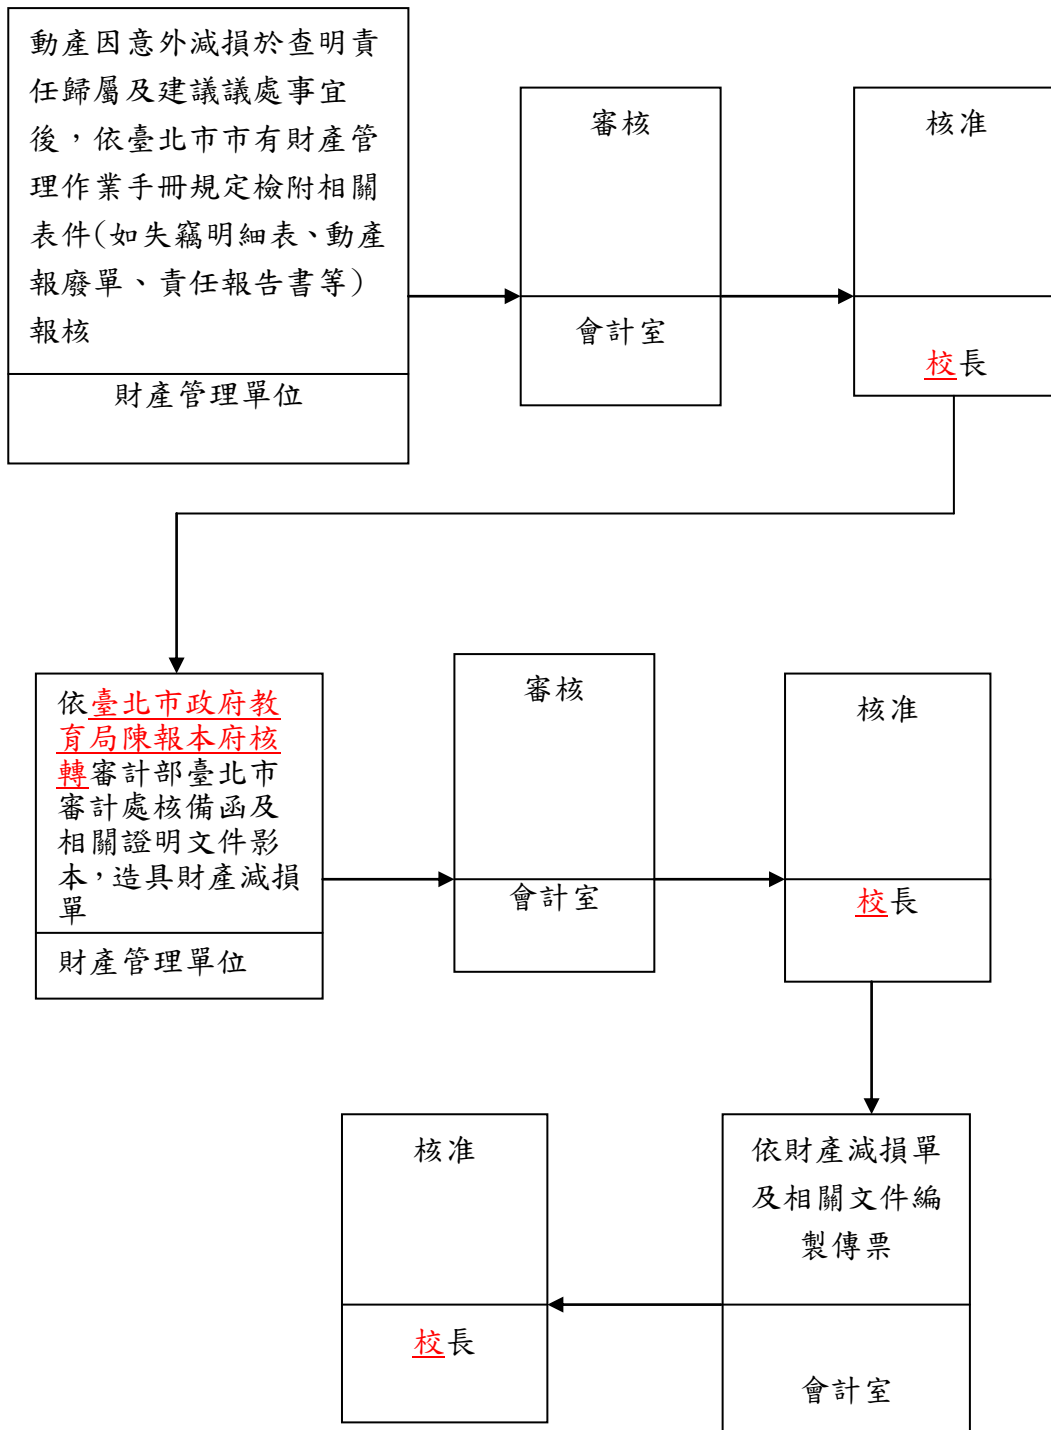 動產因意外減損於查明責
任歸屬及建議議處事宜
後，依臺北市市有財產管
理作業手冊規定檢附相關
表件(如失竊明細表、動產
報廢單、責任報告書等)
報核
財產管理單位
審核
會計室
核准
校長
依臺北市政府教
育局陳報本府核
轉審計部臺北市
審計處核備函及
相關證明文件影
本，造具財產減損
單
財產管理單位
審核
會計室
核准
校長
依財產減損單
及相關文件編
製傳票
會計室
核准
校長